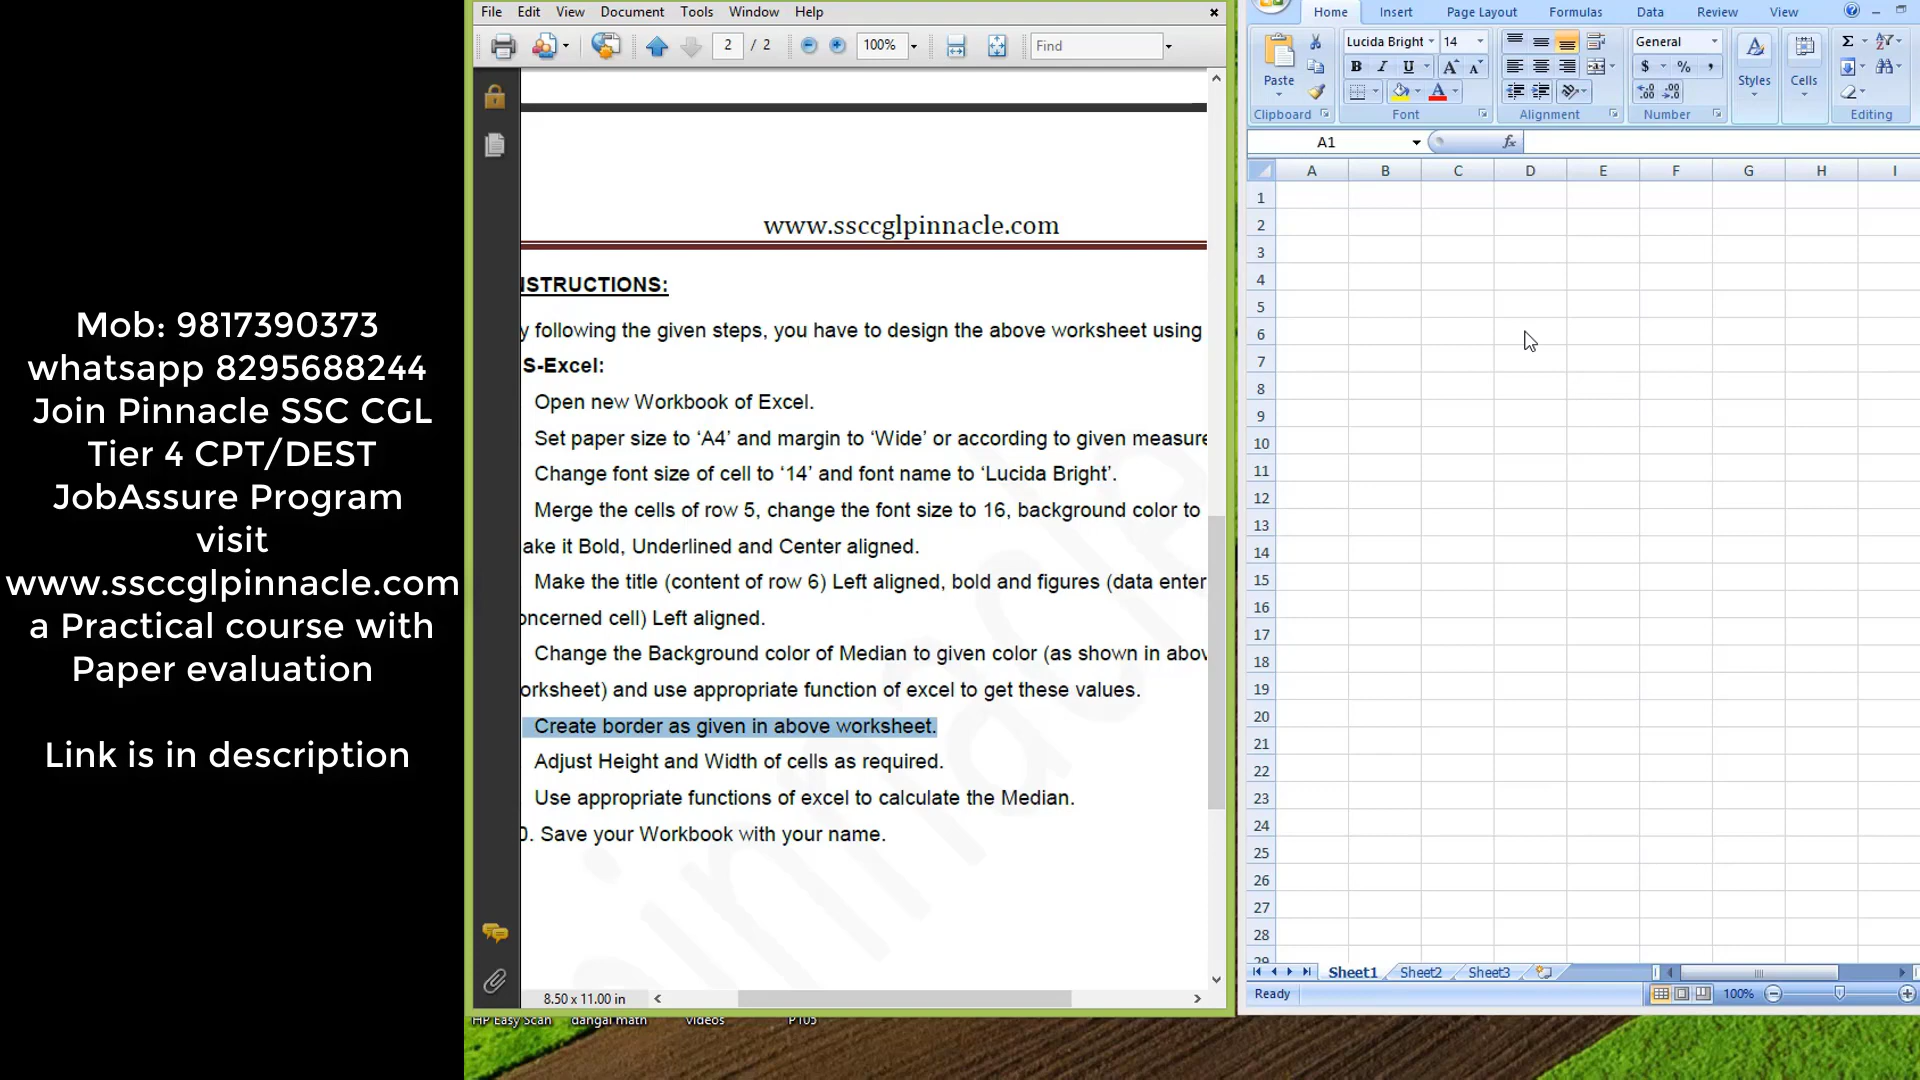 Mob: 9817390373
whatsapp 8295688244
Join Pinnacle SSC CGL
Tier 4 CPT/DEST
JobAssure Program
visit
www.ssccglpinnacle.com
a Practical course with
Paper evaluation
Link is in description
File Edit View Document Tools Window Help
2 / 2 100% Find
www.ssccglpinnacle.com
NSTRUCTIONS:
y following the given steps, you have to design the above worksheet using
S-Excel:
Open new Workbook of Excel.
Set paper size to ‘A4’ and margin to ‘Wide’ or according to given measure
Change font size of cell to ‘14’ and font name to ‘Lucida Bright’.
Merge the cells of row 5, change the font size to 16, background color to
ake it Bold, Underlined and Center aligned.
Make the title (content of row 6) Left aligned, bold and figures (data enter
oncerned cell) Left aligned.
Change the Background color of Median to given color (as shown in abov
orksheet) and use appropriate function of excel to get these values.
Create border as given in above worksheet.
Adjust Height and Width of cells as required.
Use appropriate functions of excel to calculate the Median.
0. Save your Workbook with your name.
8.50 x 11.00 in
HP Easy Scan dangal math videos P105
Home Insert Page Layout Formulas Data Review View
Paste Lucida Bright 14 B I U A A A General $ % , Σ
Styles Cells
Clipboard Font Alignment Number Editing
A1 fx
A B C D E F G H I
1
2
3
4
5
6
7
8
9
10
11
12
13
14
15
16
17
18
19
20
21
22
23
24
25
26
27
28
29
Sheet1 Sheet2 Sheet3
Ready 100%